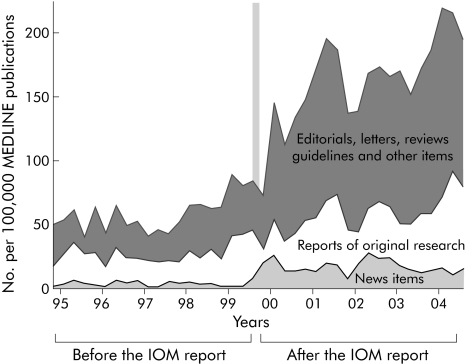 No. per 100,000 MEDLINE publications
200
150
100
50
0
Editorials, letters, reviews
guidelines and other items
Reports of original research
News items
95 96 97 98 99 00 01 02 03 04
Years
Before the IOM report After the IOM report